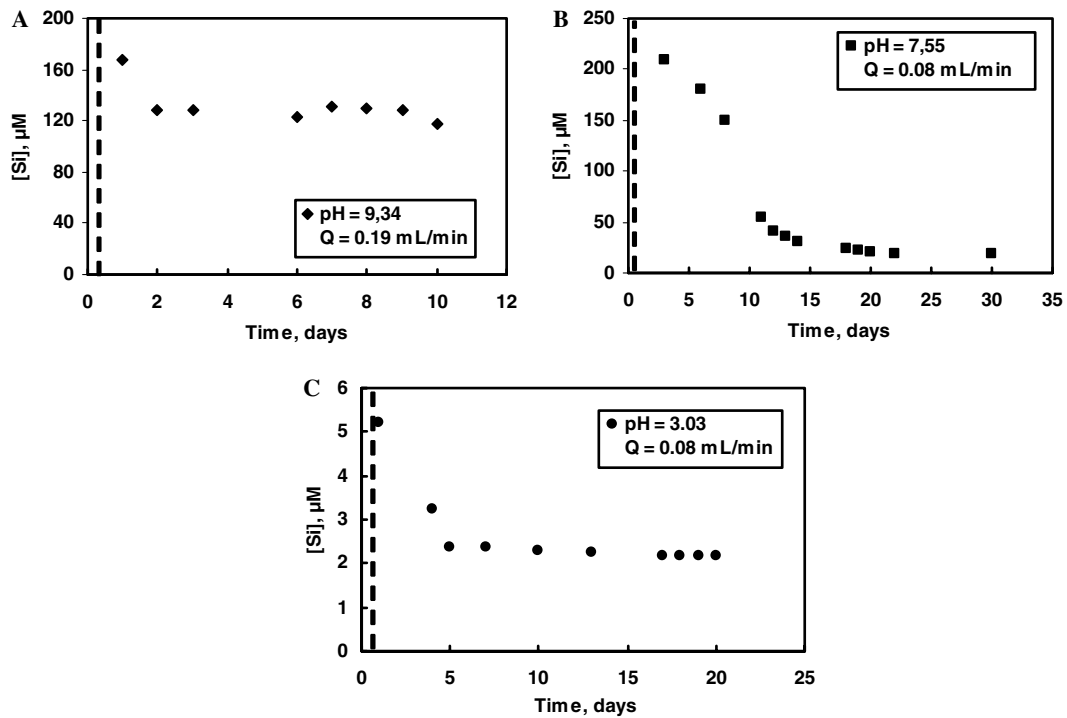 A
200
160
120
80
40
0
[Si], µM
pH = 9,34
Q = 0.19 mL/min
0 2 4 6 8 10 12
Time, days
B
250
200
150
100
50
0
[Si], µM
pH = 7,55
Q = 0.08 mL/min
0 5 10 15 20 25 30 35
Time, days
C
6
5
4
3
2
1
0
[Si], µM
pH = 3.03
Q = 0.08 mL/min
0 5 10 15 20 25
Time, days